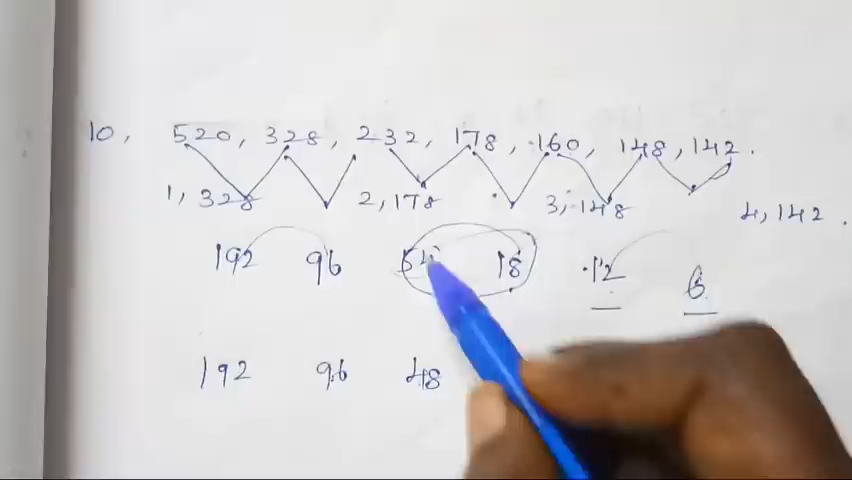 10, 520, 328, 232, 178, 160, 148, 142.
1, 328 2, 178 3, 148 4, 142.
192 96 54 18 12 6
192 96 48